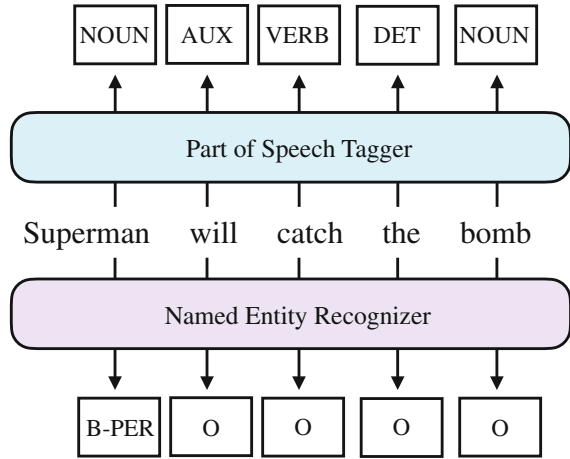 NOUN AUX VERB DET NOUN
Part of Speech Tagger
Superman will catch the bomb
Named Entity Recognizer
B-PER O O O O